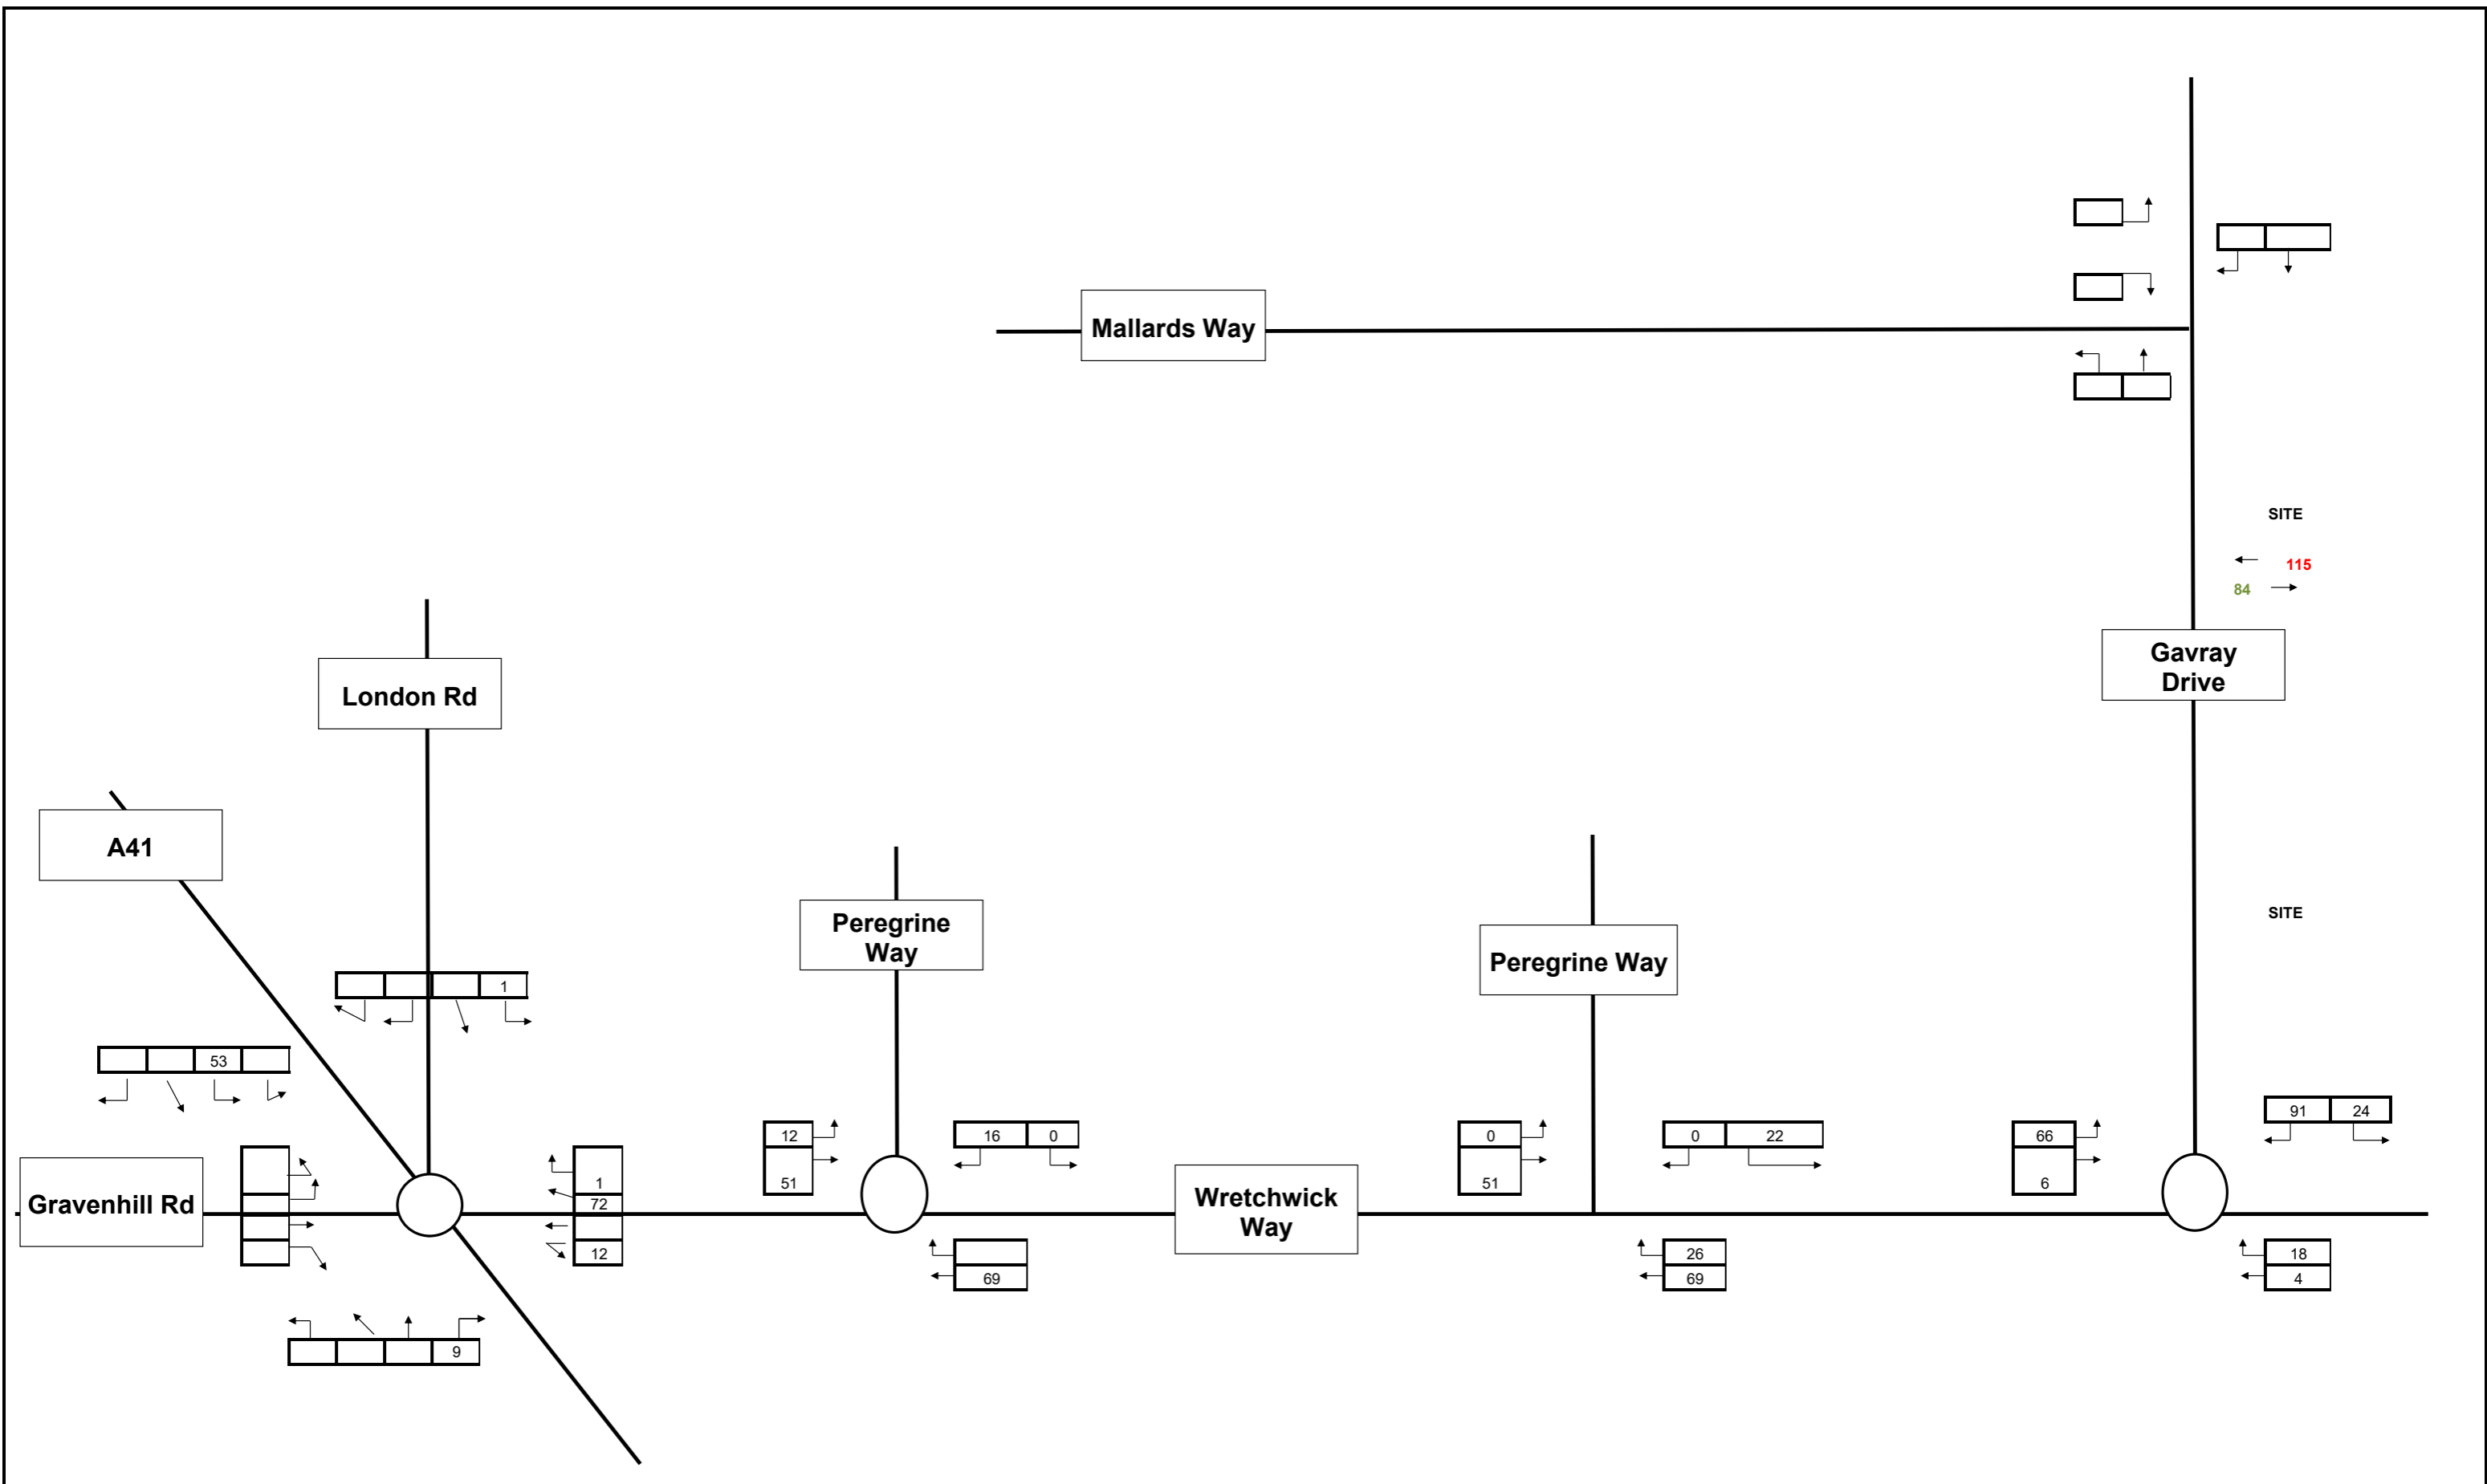 Mallards Way
SITE
115
84
Gavray
Drive
London Rd
A41
Peregrine
Way
Peregrine Way
SITE
1
53
91 24
12
16 0
0
0 22
66
51
51
6
Gravenhill Rd
1
72
12
Wretchwick
Way
69
26
69
18
4
9